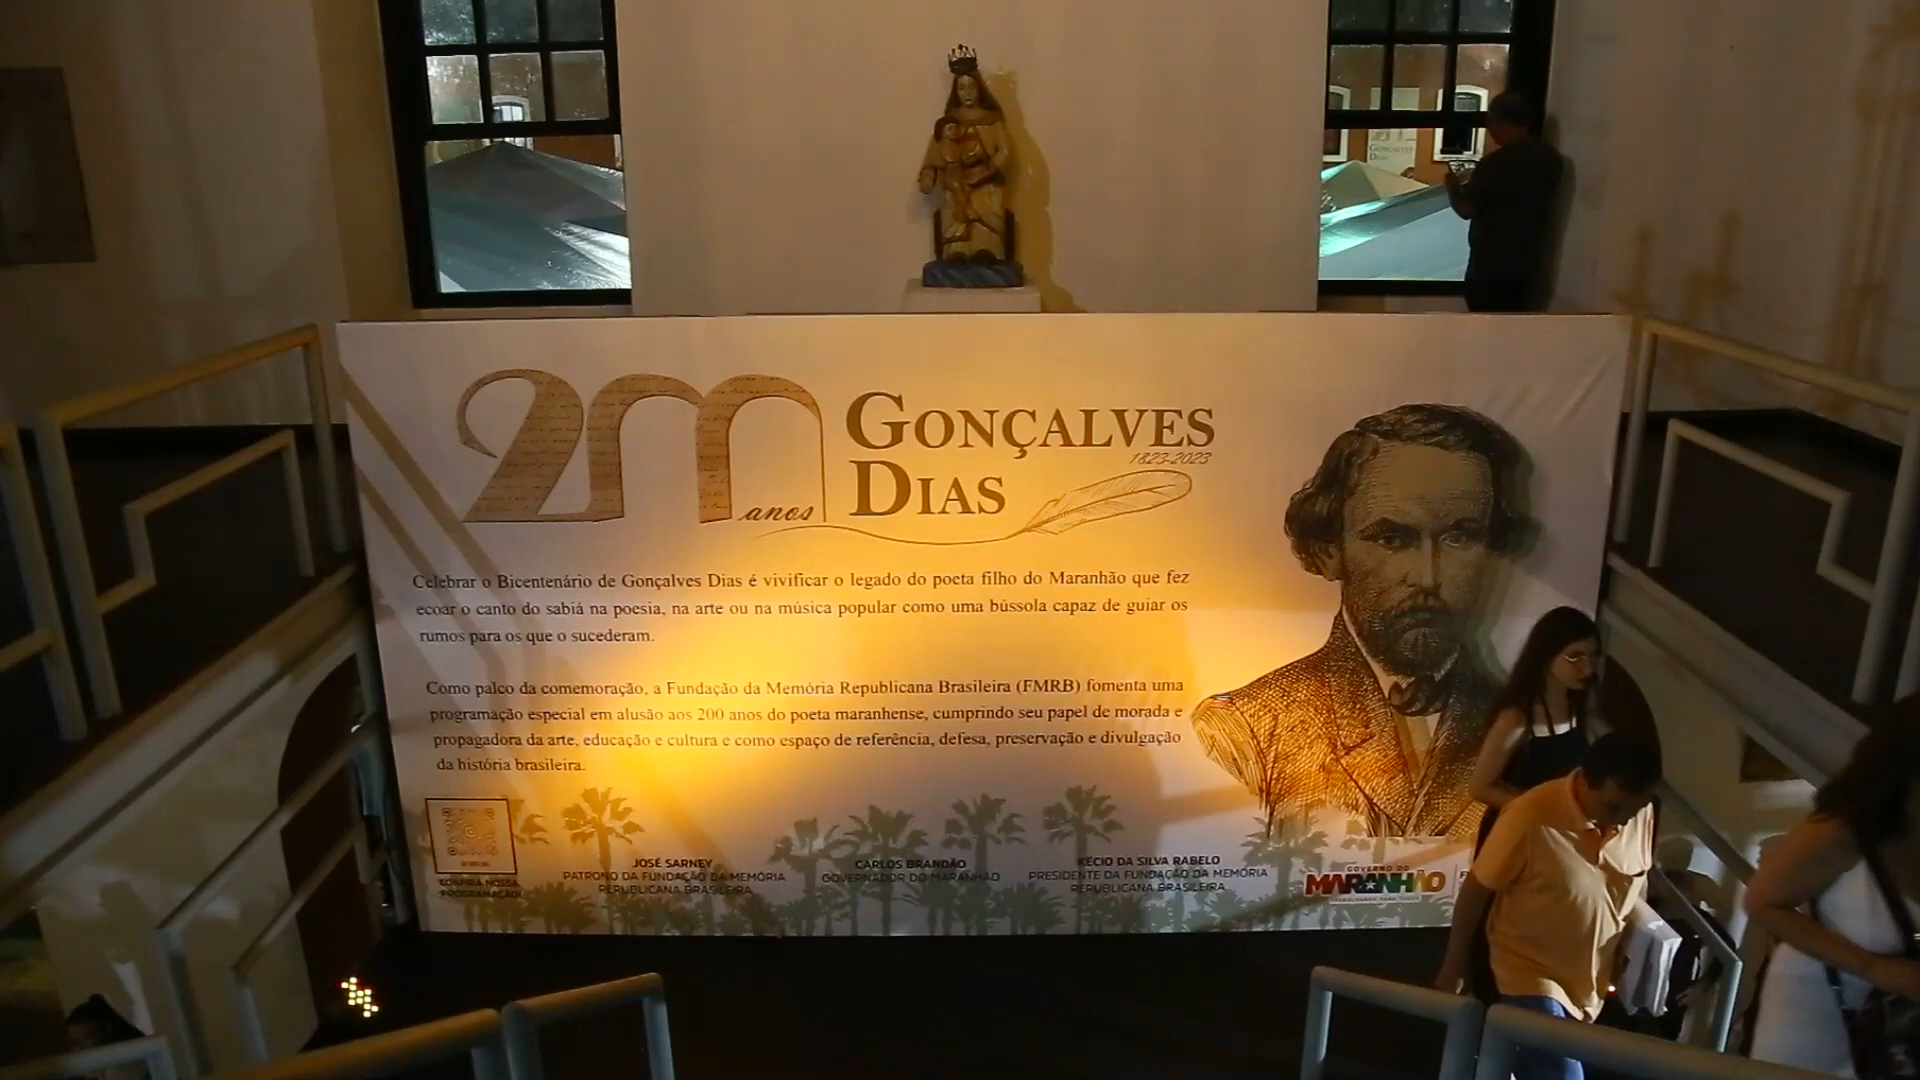 200 anos
GONÇALVES
1823-2023
DIAS
Celebrar o Bicentenário de Gonçalves Dias é vivificar o legado do poeta filho do Maranhão que fez
ecoar o canto do sabiá na poesia, na arte ou na música popular como uma bússola capaz de guiar os
rumos para os que o sucederam.
Como palco da comemoração, a Fundação da Memória Republicana Brasileira (FMRB) fomenta uma
programação especial em alusão aos 200 anos do poeta maranhense, cumprindo seu papel de morada e
propagadora da arte, educação e cultura e como espaço de referência, defesa, preservação e divulgação
da história brasileira.
CONFIRA NOSSA
PROGRAMAÇÃO!
JOSÉ SARNEY
PATRONO DA FUNDAÇÃO DA MEMÓRIA
REPUBLICANA BRASILEIRA
CARLOS BRANDÃO
GOVERNADOR DO MARANHÃO
KÉCIO DA SILVA RABELO
PRESIDENTE DA FUNDAÇÃO DA MEMÓRIA
REPUBLICANA BRASILEIRA
GOVERNO DO
MARANHÃO
GONÇALVES
DIAS